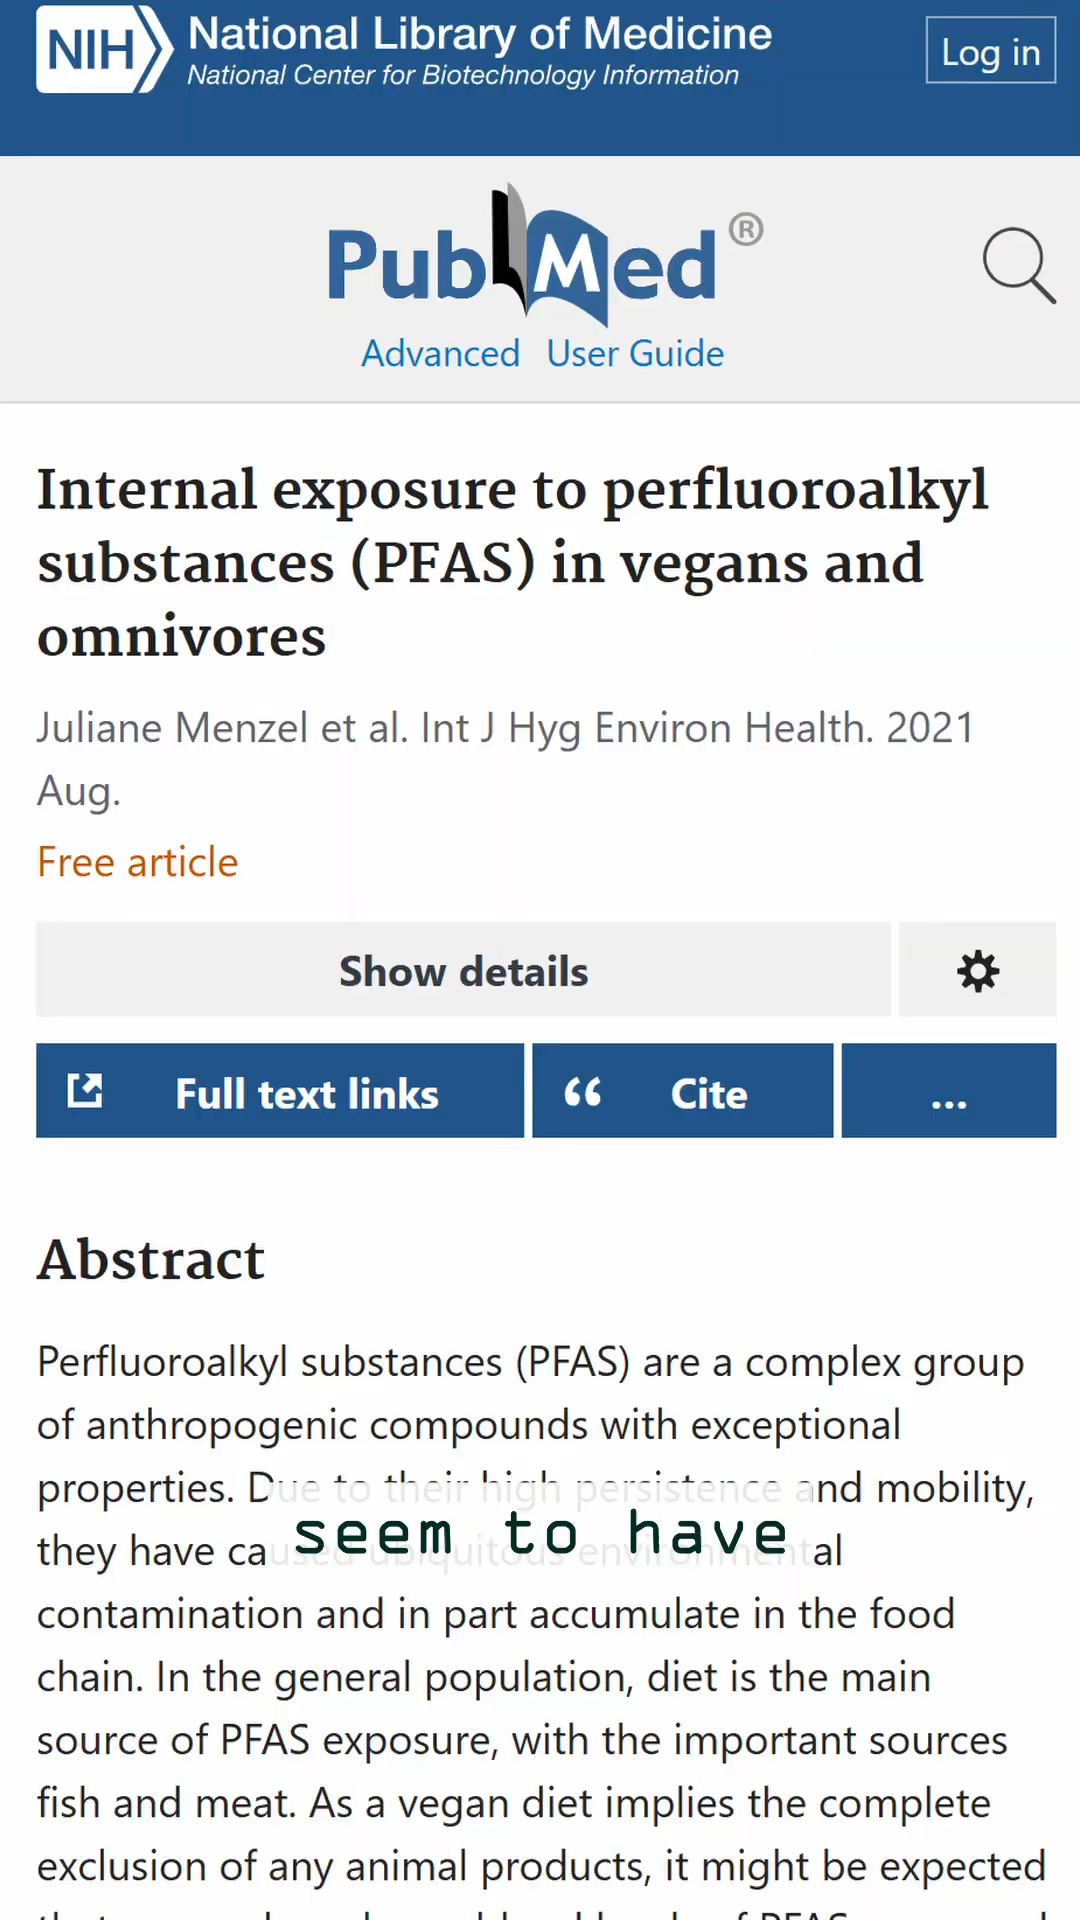 NIH National Library of Medicine
National Center for Biotechnology Information
Log in
PubMed®
Advanced User Guide
Internal exposure to perfluoroalkyl
substances (PFAS) in vegans and
omnivores
Juliane Menzel et al. Int J Hyg Environ Health. 2021
Aug.
Free article
Show details
Full text links
Cite
...
Abstract
Perfluoroalkyl substances (PFAS) are a complex group
of anthropogenic compounds with exceptional
properties. Due to their high persistence and mobility,
they have caused ubiquitous environmental
seem to have
contamination and in part accumulate in the food
chain. In the general population, diet is the main
source of PFAS exposure, with the important sources
fish and meat. As a vegan diet implies the complete
exclusion of any animal products, it might be expected